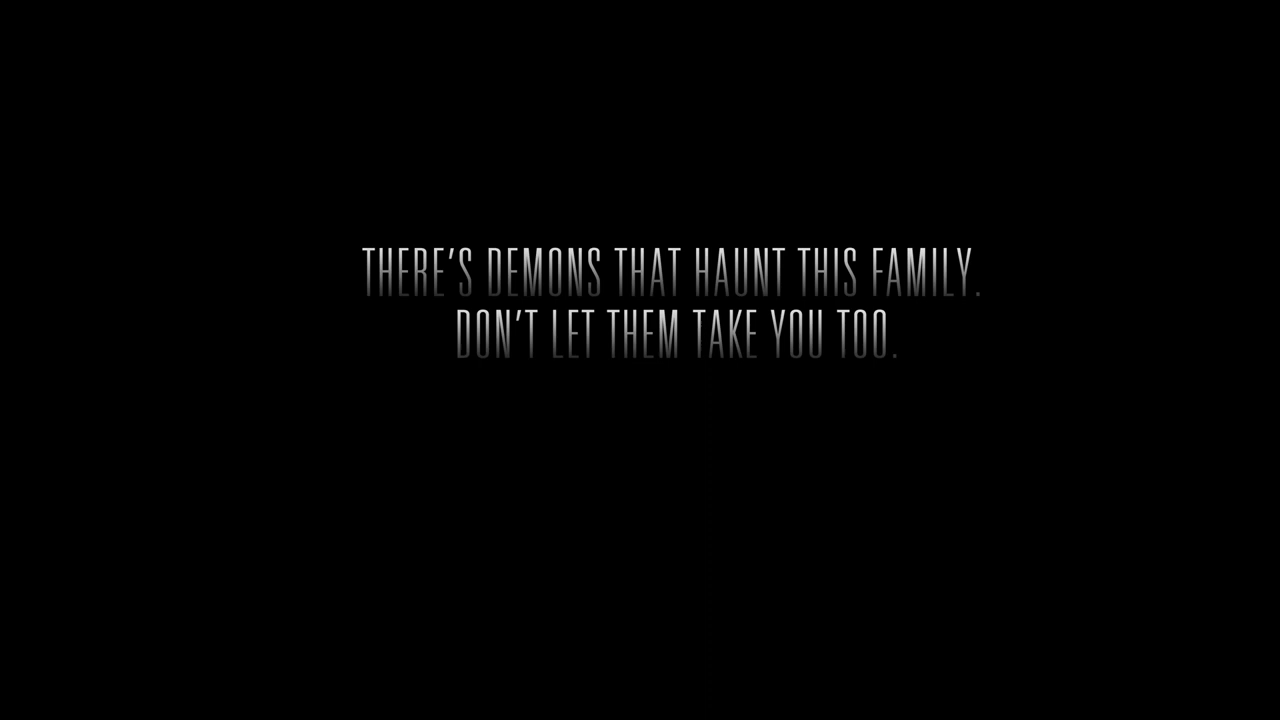 THERE'S DEMONS THAT HAUNT THIS FAMILY.
DON'T LET THEM TAKE YOU TOO.